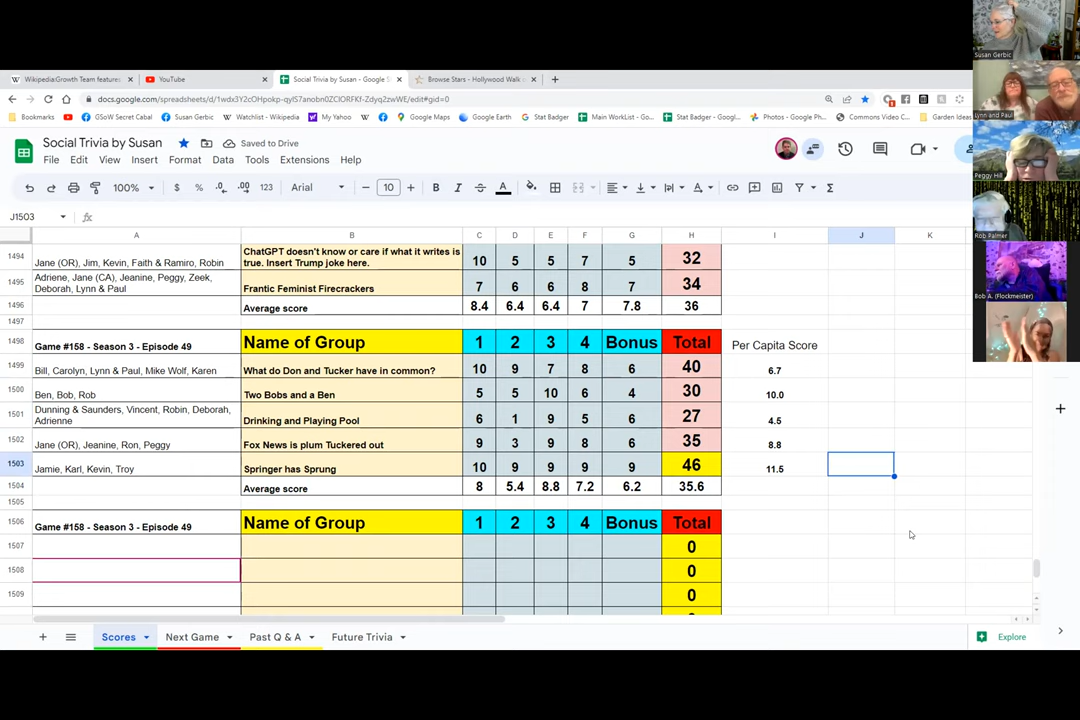 Wikipedia:Growth Team features
YouTube
Social Trivia by Susan - Google S
Browse Stars - Hollywood Walk
Susan Gerbic
docs.google.com/spreadsheets/d/
Bookmarks
GSoW Secret Cabal
Susan Gerbic
Watchlist - Wikipedia
My Yahoo
Google Maps
Google Earth
Stat Badger
Main WorkList - Goo...
Stat Badger - Googl...
Photos - Google Ph...
Commons Video C...
Garden Ideas
Lynn and Paul
Social Trivia by Susan
Saved to Drive
File Edit View Insert Format Data Tools Extensions Help
Peggy Hill
100% $ % .0 .00 123 Arial 10 B I A
J1503
Rob Palmer
A B C D E F G H I J K
1494 Jane (OR), Jim, Kevin, Faith & Ramiro, Robin
ChatGPT doesn't know or care if what it writes is
true. Insert Trump joke here. 10 5 5 7 5 32
1495 Adriene, Jane (CA), Jeanine, Peggy, Zeek,
Deborah, Lynn & Paul
Frantic Feminist Firecrackers 7 6 6 8 7 34
Bob A. (Flockmeister)
1496 Average score 8.4 6.4 6.4 7 7.8 36
1497
1498 Game #158 - Season 3 - Episode 49 Name of Group 1 2 3 4 Bonus Total Per Capita Score
1499 Bill, Carolyn, Lynn & Paul, Mike Wolf, Karen What do Don and Tucker have in common? 10 9 7 8 6 40 6.7
1500 Ben, Bob, Rob Two Bobs and a Ben 5 5 10 6 4 30 10.0
1501 Dunning & Saunders, Vincent, Robin, Deborah,
Adrienne
Drinking and Playing Pool 6 1 9 5 6 27 4.5
1502 Jane (OR), Jeanine, Ron, Peggy Fox News is plum Tuckered out 9 3 9 8 6 35 8.8
1503 Jamie, Karl, Kevin, Troy Springer has Sprung 10 9 9 9 9 46 11.5
1504 Average score 8 5.4 8.8 7.2 6.2 35.6
1505
1506 Game #158 - Season 3 - Episode 49 Name of Group 1 2 3 4 Bonus Total
1507 0
1508 0
1509 0
Scores Next Game Past Q & A Future Trivia Explore